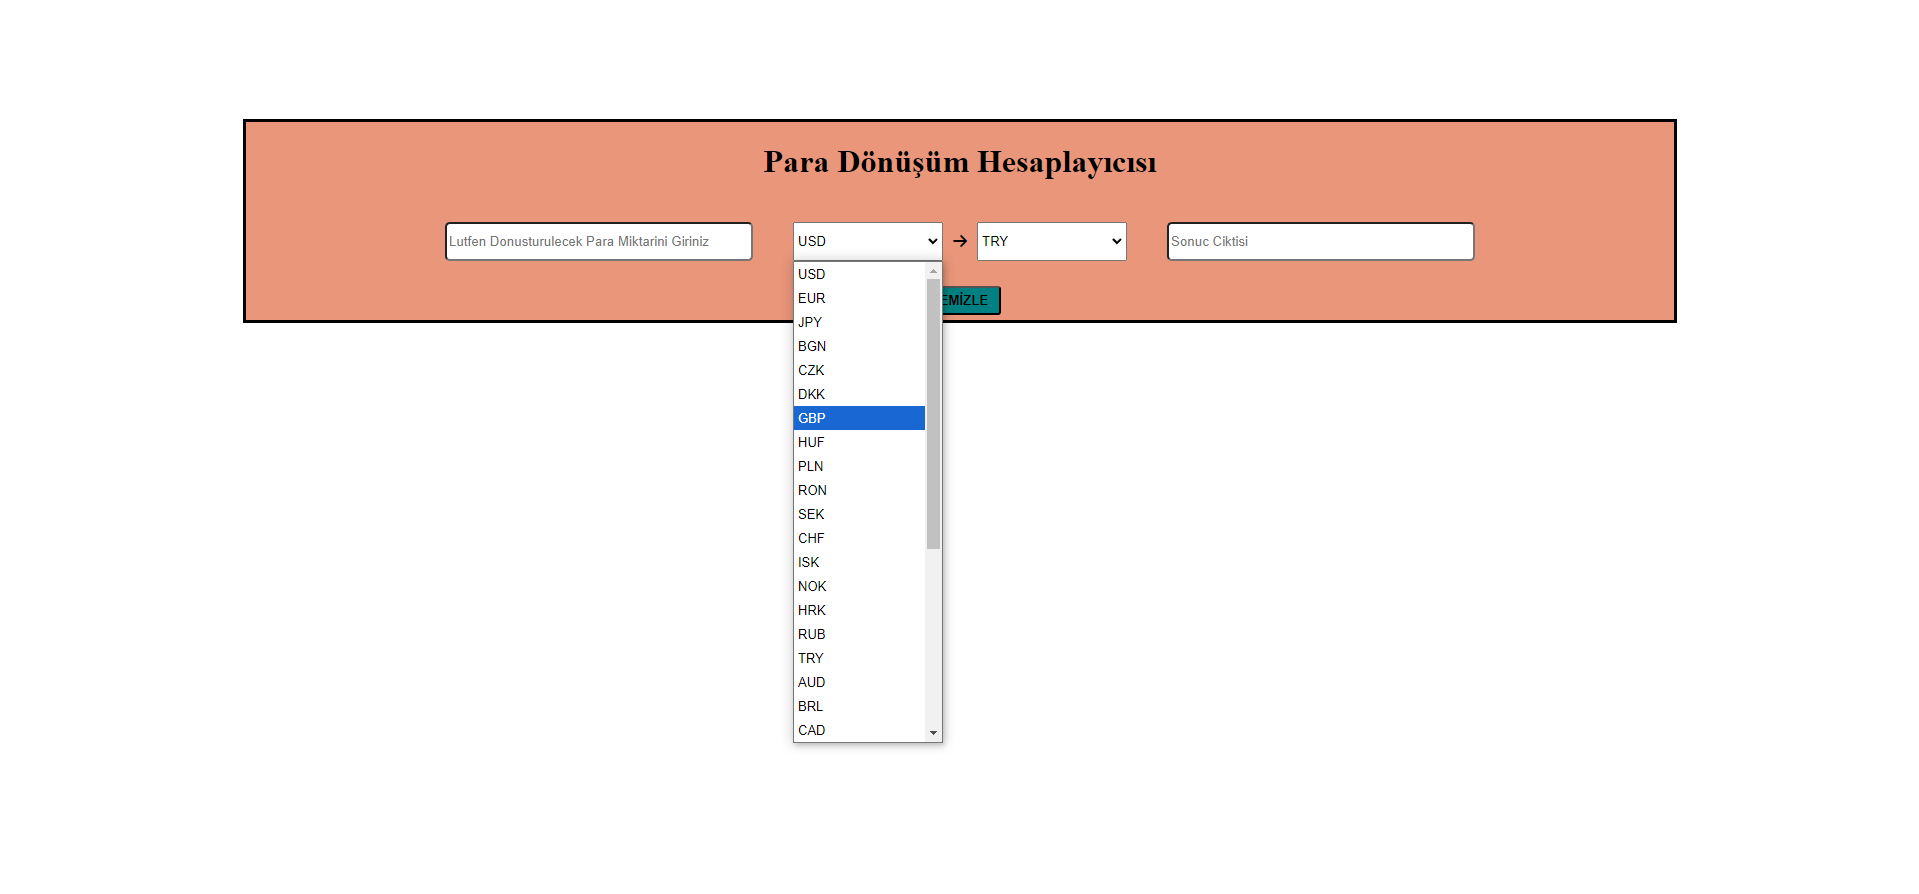 Para Dönüşüm Hesaplayıcısı
Lutfen Donusturulecek Para Miktarini Giriniz USD → TRY Sonuc Ciktisi
USD
EUR
EMİZLE
JPY
BGN
CZK
DKK
GBP
HUF
PLN
RON
SEK
CHF
ISK
NOK
HRK
RUB
TRY
AUD
BRL
CAD